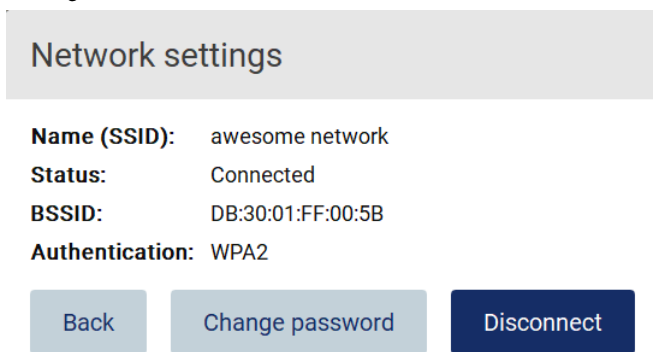 Network settings
Name (SSID): awesome network
Status: Connected
BSSID: DB:30:01:FF:00:5B
Authentication: WPA2
Back Change password Disconnect